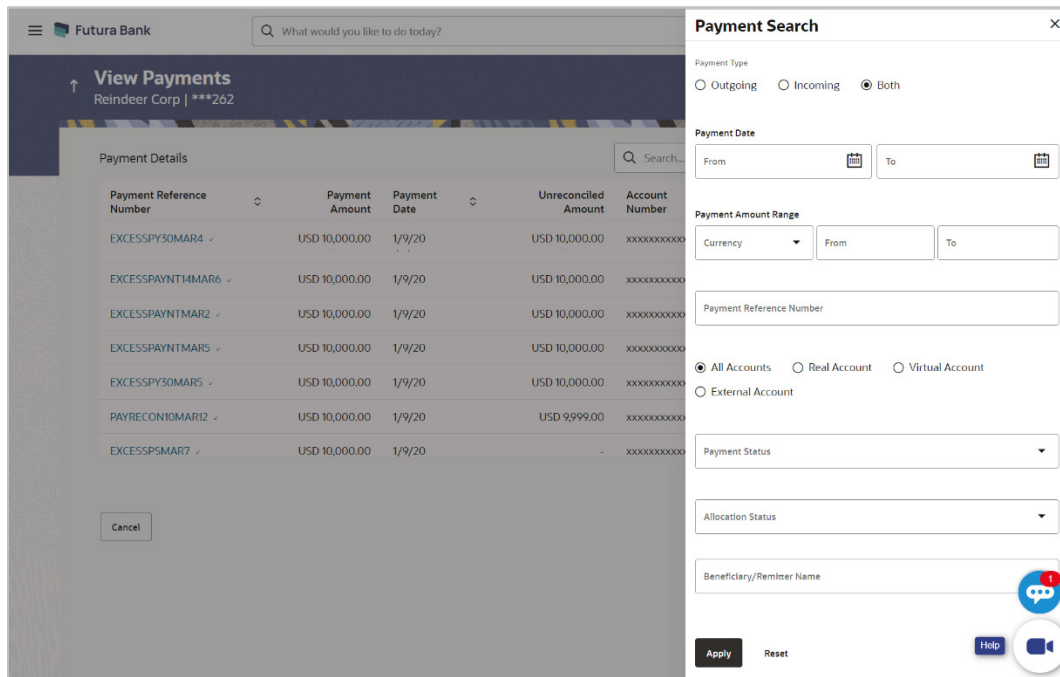 Futura Bank
What would you like to do today?
View Payments
Reindeer Corp | ***262
Payment Details
Search...
Payment Reference Number
Payment Amount
Payment Date
Unreconciled Amount
Account Number
EXCESSPY30MAR4 USD 10,000.00 1/9/20 USD 10,000.00
EXCESSPAYNT14MAR6 USD 10,000.00 1/9/20 USD 10,000.00
EXCESSPAYNTMAR2 USD 10,000.00 1/9/20 USD 10,000.00
EXCESSPAYNTMAR5 USD 10,000.00 1/9/20 USD 10,000.00
EXCESSPY30MAR5 USD 10,000.00 1/9/20 USD 10,000.00
PAYRECON10MAR12 USD 10,000.00 1/9/20 USD 9,999.00
EXCESSPSMAR7 USD 10,000.00 1/9/20 -
Cancel
Payment Search
Payment Type
Outgoing Incoming Both
Payment Date
From To
Payment Amount Range
Currency From To
Payment Reference Number
All Accounts Real Account Virtual Account
External Account
Payment Status
Allocation Status
Beneficiary/Remitter Name
1
Help
Apply Reset